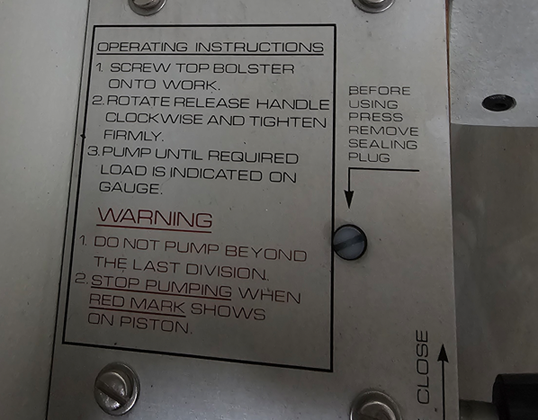 OPERATING INSTRUCTIONS
1. SCREW TOP BOLSTER
ONTO WORK.
2. ROTATE RELEASE HANDLE
CLOCKWISE AND TIGHTEN
FIRMLY.
3. PUMP UNTIL REQUIRED
LOAD IS INDICATED ON
GAUGE.
WARNING
1. DO NOT PUMP BEYOND
THE LAST DIVISION.
2. STOP PUMPING WHEN
RED MARK SHOWS
ON PISTON.
BEFORE
USING
PRESS
REMOVE
SEALING
PLUG
CLOSE